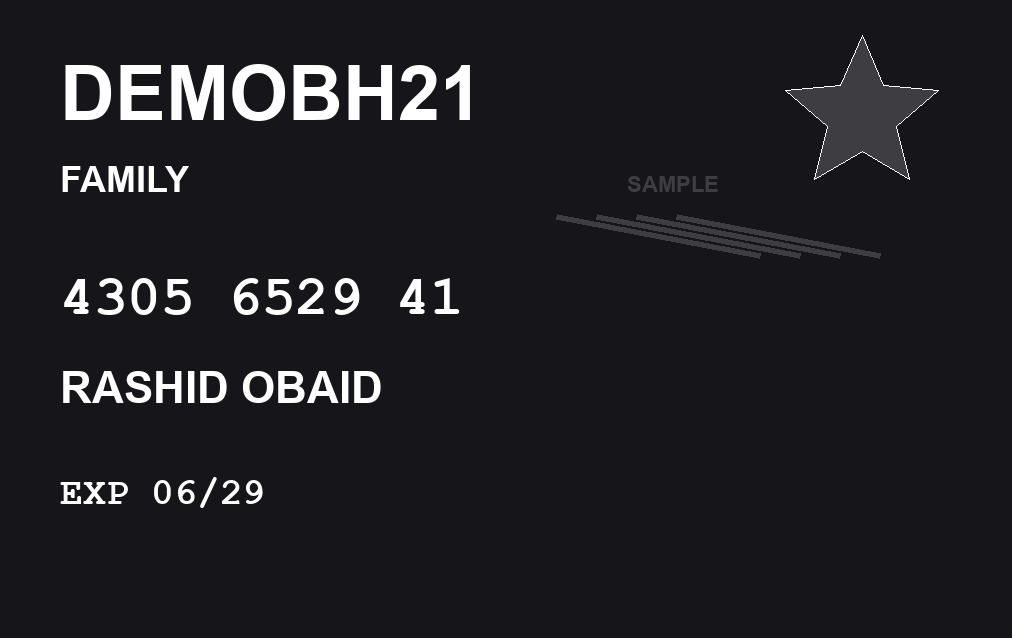 DEMOBH21
FAMILY
SAMPLE
4305 6529 41
RASHID OBAID
EXP 06/29